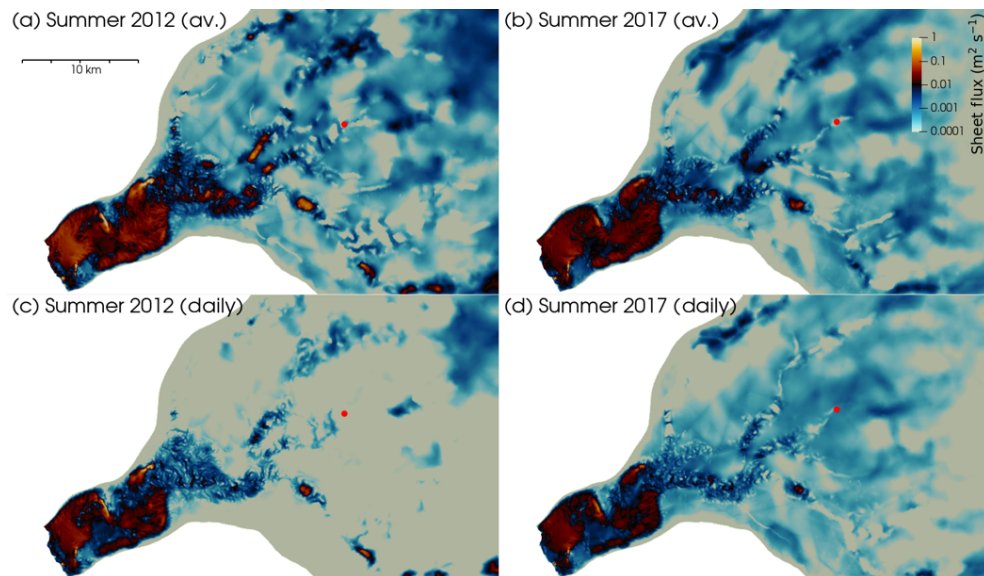 (a) Summer 2012 (av.)
10 km
(b) Summer 2017 (av.)
1
0.1
0.01
0.001
0.0001
Sheet flux (m² s⁻¹)
(c) Summer 2012 (daily)
(d) Summer 2017 (daily)